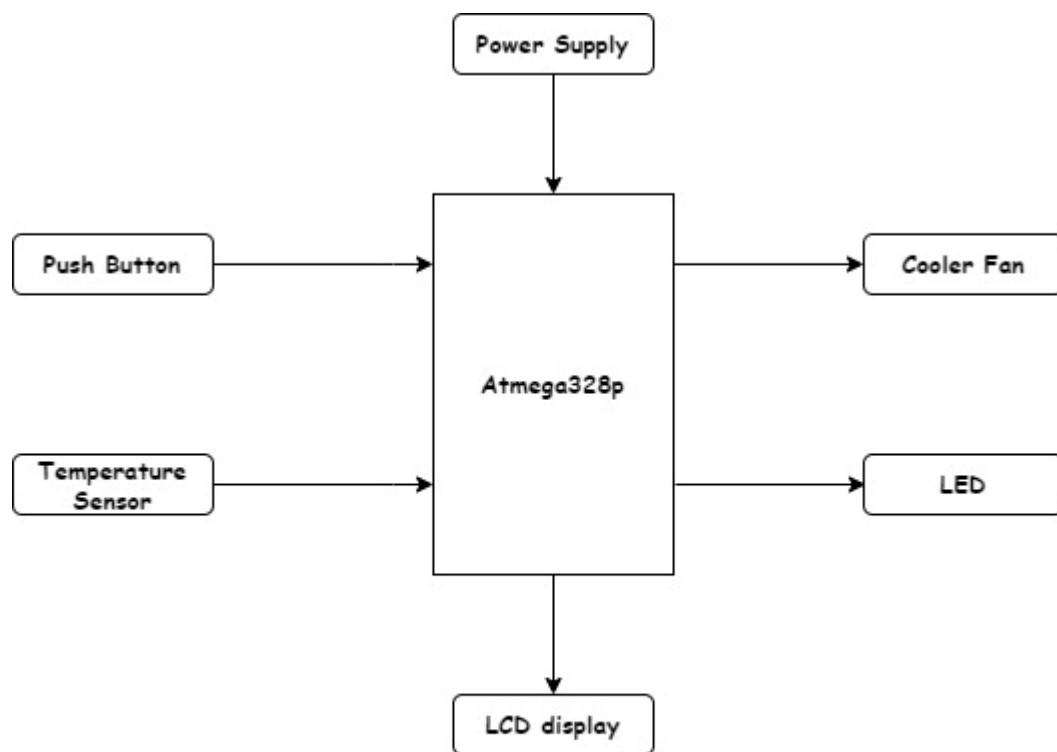 Power Supply
Push Button
Cooler Fan
Atmega328p
Temperature
Sensor
LED
LCD display